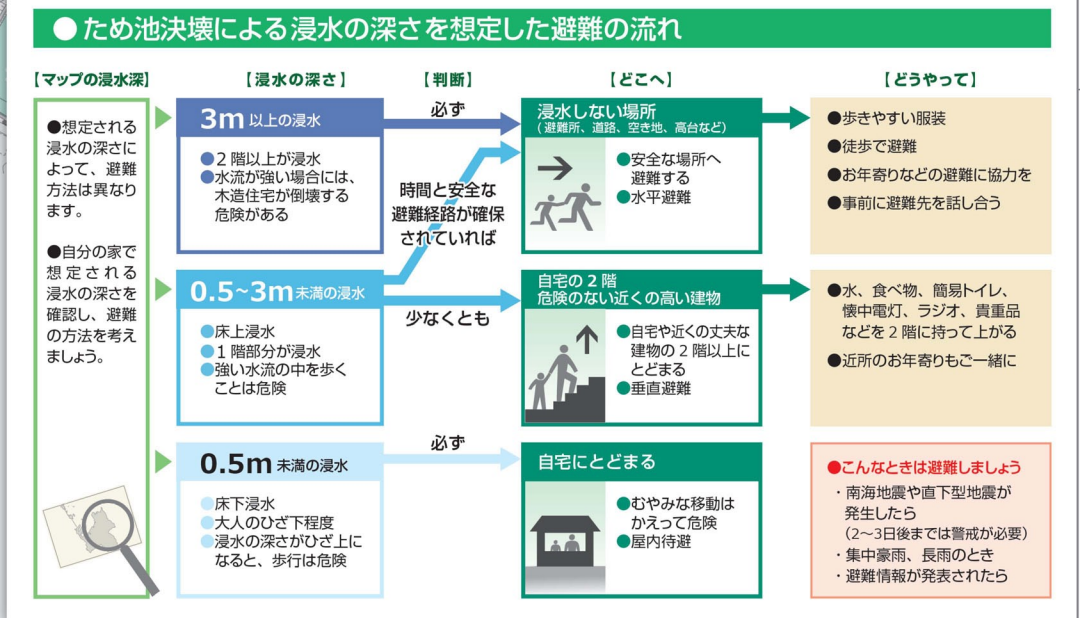 ●ため池決壊による浸水の深さを想定した避難の流れ
【マップの浸水深】
【浸水の深さ】
【判断】
【どこへ】
【どうやって】
●想定される
浸水の深さに
よって、避難
方法は異なり
ます。
●自分の家で
想定される
浸水の深さを
確認し、避難
の方法を考え
ましょう。
3m以上の浸水
●2階以上が浸水
●水流が強い場合には、
木造住宅が倒壊する
危険がある
必ず
浸水しない場所
(避難所、道路、空き地、高台など)
●安全な場所へ
避難する
●水平避難
●歩きやすい服装
●徒歩で避難
●お年寄りなどの避難に協力を
●事前に避難先を話し合う
時間と安全な
避難経路が確保
されていれば
0.5~3m未満の浸水
●床上浸水
●1階部分が浸水
●強い水流の中を歩く
ことは危険
少なくとも
自宅の2階
危険のない近くの高い建物
●自宅や近くの丈夫な
建物の2階以上に
とどまる
●垂直避難
●水、食べ物、簡易トイレ、
懐中電灯、ラジオ、貴重品
などを2階に持って上がる
●近所のお年寄りもご一緒に
0.5m未満の浸水
●床下浸水
●大人のひざ下程度
●浸水の深さがひざ上に
なると、歩行は危険
必ず
自宅にとどまる
●むやみな移動は
かえって危険
●屋内待避
●こんなときは避難しましょう
・南海地震や直下型地震が
発生したら
(2〜3日後までは警戒が必要)
・集中豪雨、長雨のとき
・避難情報が発表されたら